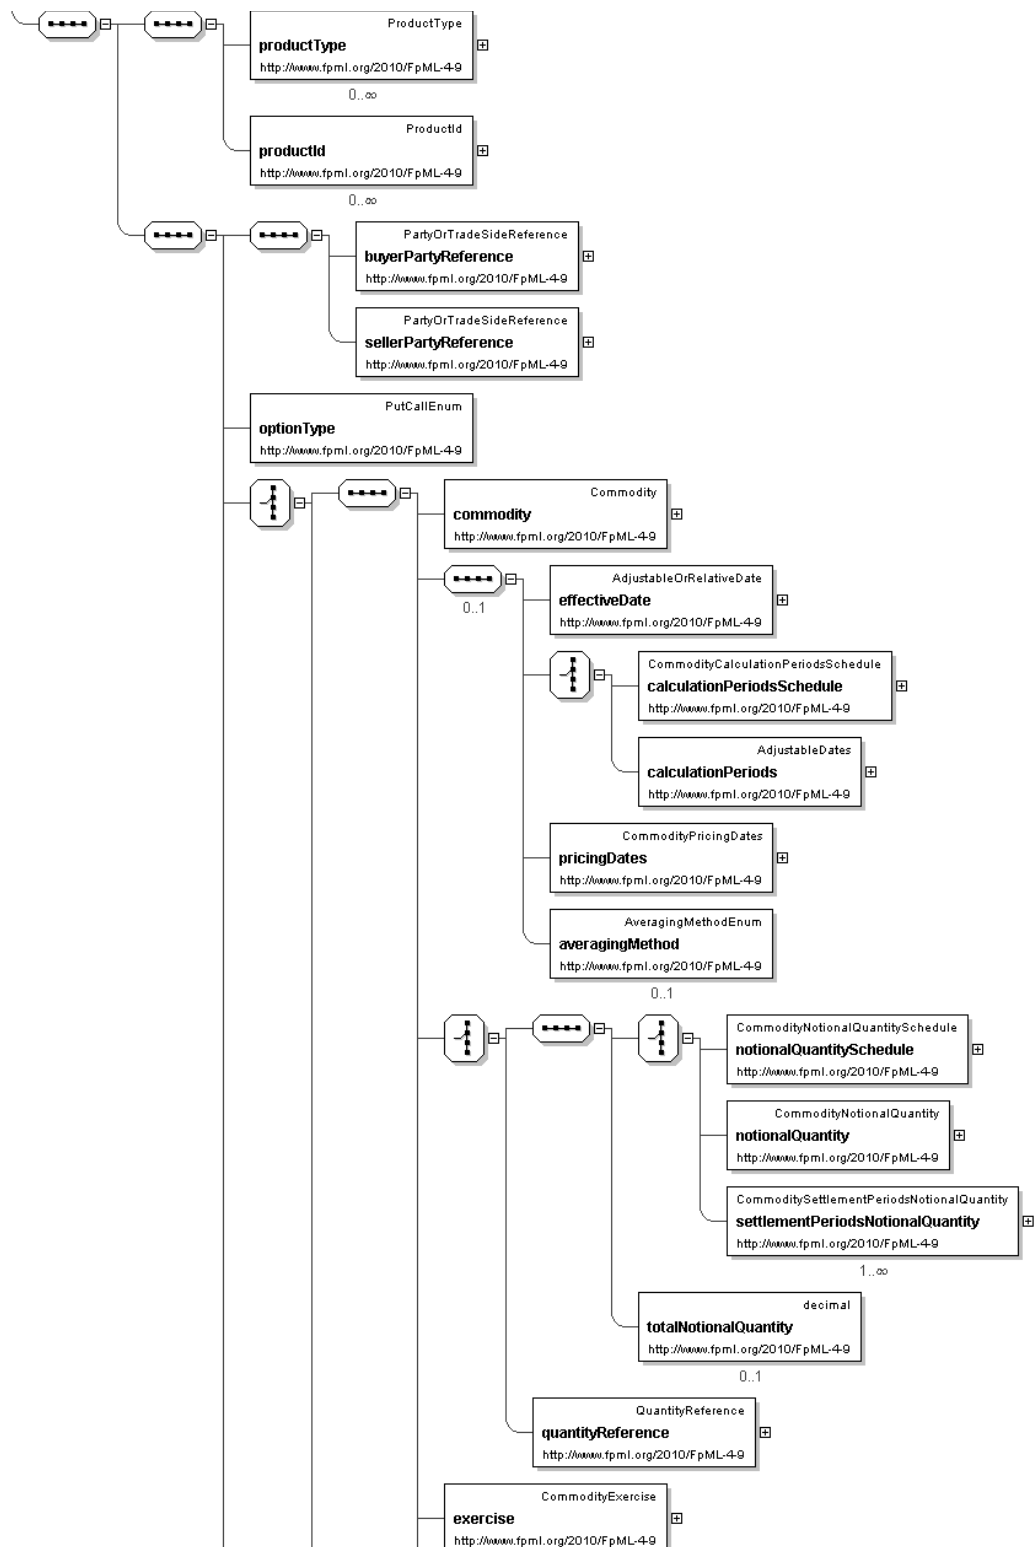 ProductType
productType
http://www.fpml.org/2010/FpML-4-9
0..∞
ProductId
productId
http://www.fpml.org/2010/FpML-4-9
0..∞
PartyOrTradeSideReference
buyerPartyReference
http://www.fpml.org/2010/FpML-4-9
PartyOrTradeSideReference
sellerPartyReference
http://www.fpml.org/2010/FpML-4-9
PutCallEnum
optionType
http://www.fpml.org/2010/FpML-4-9
Commodity
commodity
http://www.fpml.org/2010/FpML-4-9
0..1
AdjustableOrRelativeDate
effectiveDate
http://www.fpml.org/2010/FpML-4-9
CommodityCalculationPeriodsSchedule
calculationPeriodsSchedule
http://www.fpml.org/2010/FpML-4-9
AdjustableDates
calculationPeriods
http://www.fpml.org/2010/FpML-4-9
CommodityPricingDates
pricingDates
http://www.fpml.org/2010/FpML-4-9
AveragingMethodEnum
averagingMethod
http://www.fpml.org/2010/FpML-4-9
0..1
CommodityNotionalQuantitySchedule
notionalQuantitySchedule
http://www.fpml.org/2010/FpML-4-9
CommodityNotionalQuantity
notionalQuantity
http://www.fpml.org/2010/FpML-4-9
CommoditySettlementPeriodsNotionalQuantity
settlementPeriodsNotionalQuantity
http://www.fpml.org/2010/FpML-4-9
1..∞
decimal
totalNotionalQuantity
http://www.fpml.org/2010/FpML-4-9
0..1
QuantityReference
quantityReference
http://www.fpml.org/2010/FpML-4-9
CommodityExercise
exercise
http://www.fpml.org/2010/FpML-4-9